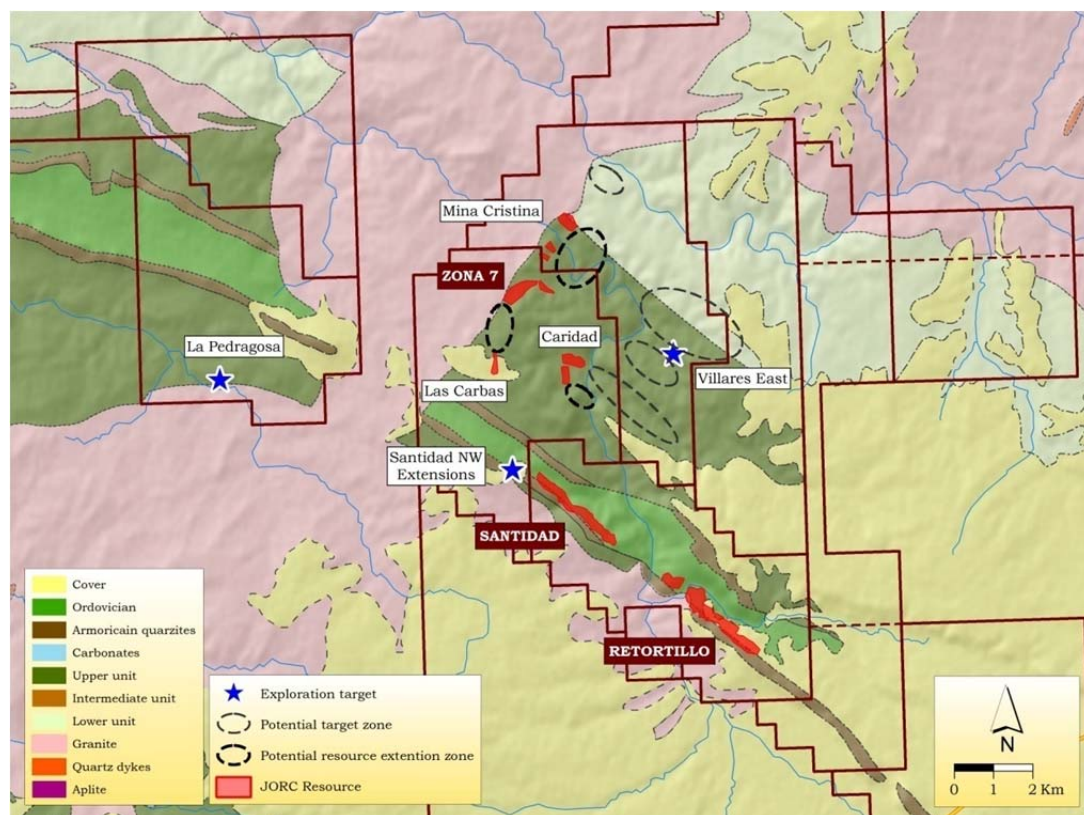 Mina Cristina
ZONA 7
La Pedragosa
Caridad
Las Carbas
Villares East
Santidad NW
Extensions
SANTIDAD
RETORTILLO
Cover
Ordovician
Armoricain quarzites
Carbonates
Upper unit
Intermediate unit
Lower unit
Granite
Quartz dykes
Aplite
Exploration target
Potential target zone
Potential resource extention zone
JORC Resource
N
0 1 2 Km